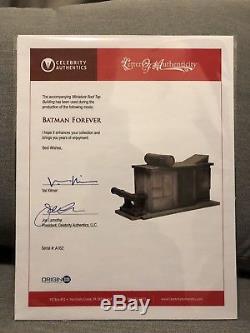 CELEBRITY
AUTHENTICS
Letter Of Authenticity
The accompanying Miniature Roof Top
Building has been used during the
production of the following movie:
BATMAN FOREVER
I hope it enhances your collection and
brings you years of enjoyment.
Best Wishes,
Val Kilmer
President, Celebrity Authentics, LLC.
Serial #: A162
ORIGIN